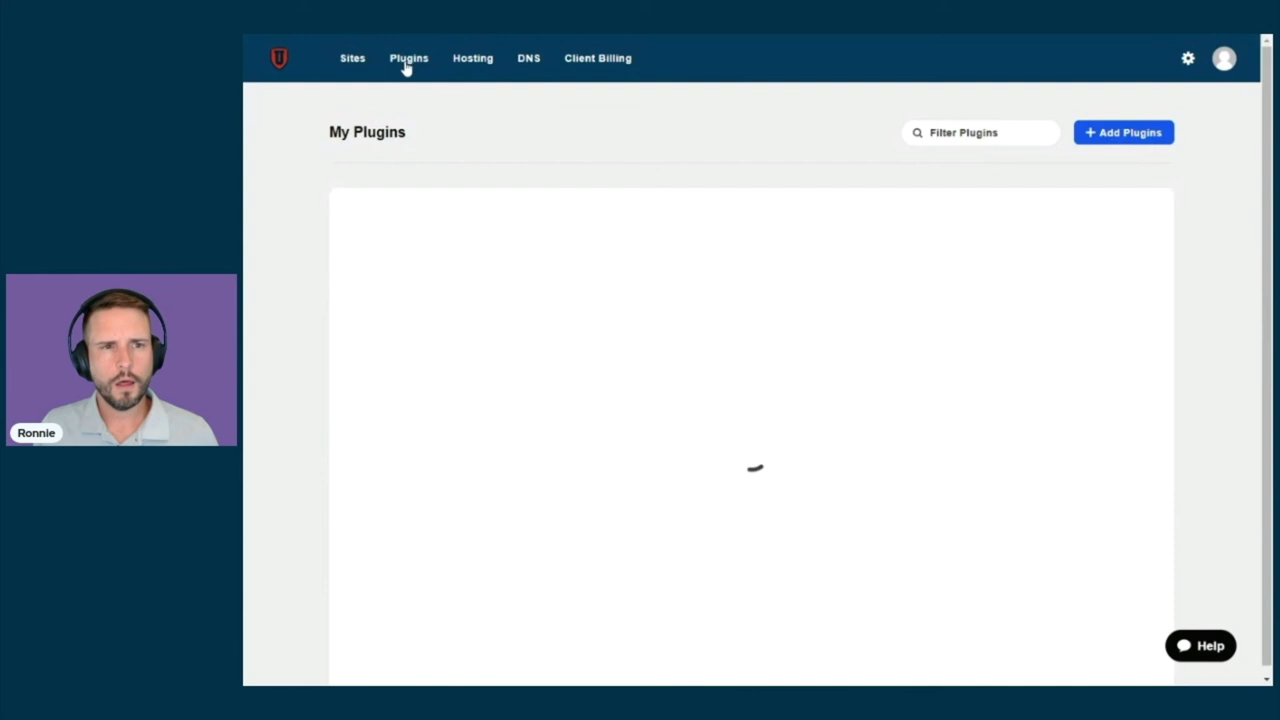 Sites Plugins Hosting DNS Client Billing
My Plugins
Filter Plugins
+ Add Plugins
Ronnie
Help